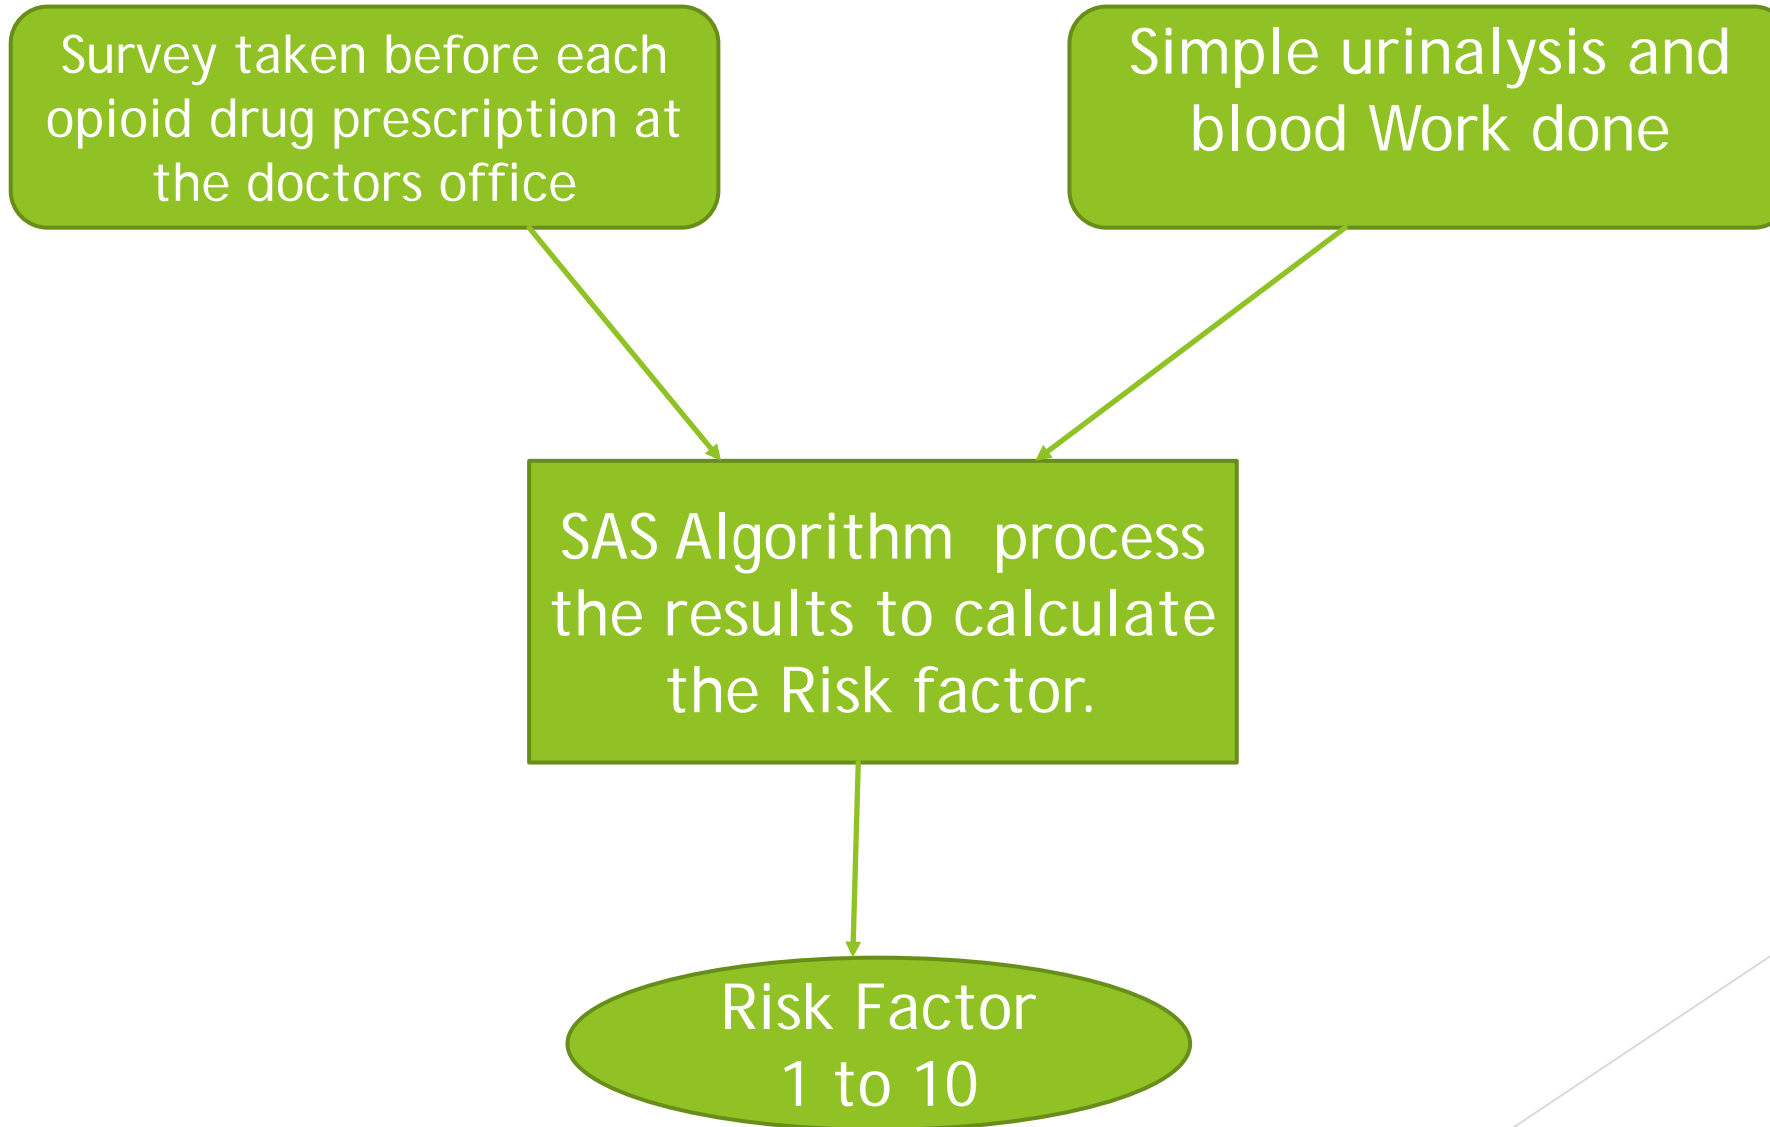 Survey taken before each
opioid drug prescription at
the doctors office
Simple urinalysis and
blood Work done
SAS Algorithm  process
the results to calculate
the Risk factor.
Risk Factor
1 to 10